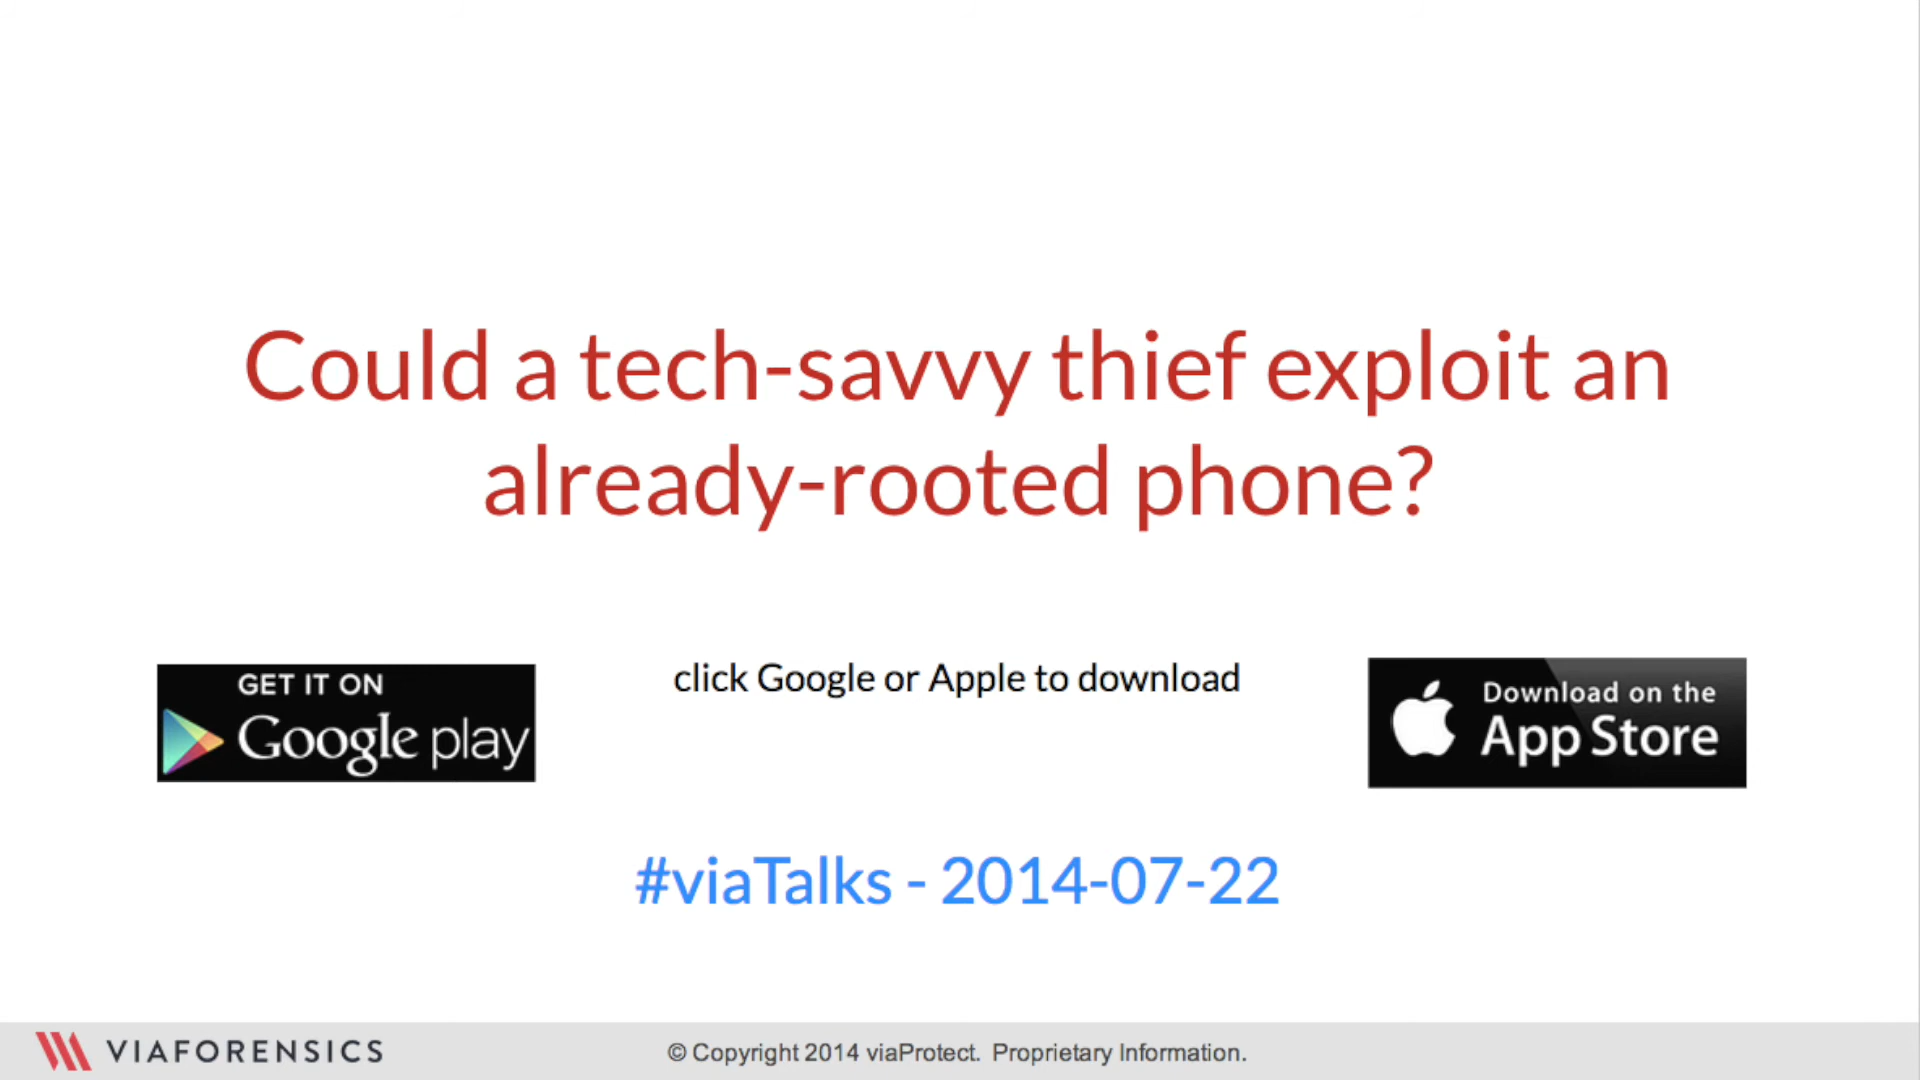 Could a tech-savvy thief exploit an
already-rooted phone?
GET IT ON
Google play
click Google or Apple to download
Download on the
App Store
#viaTalks - 2014-07-22
VIAFORENSICS
© Copyright 2014 viaProtect. Proprietary Information.